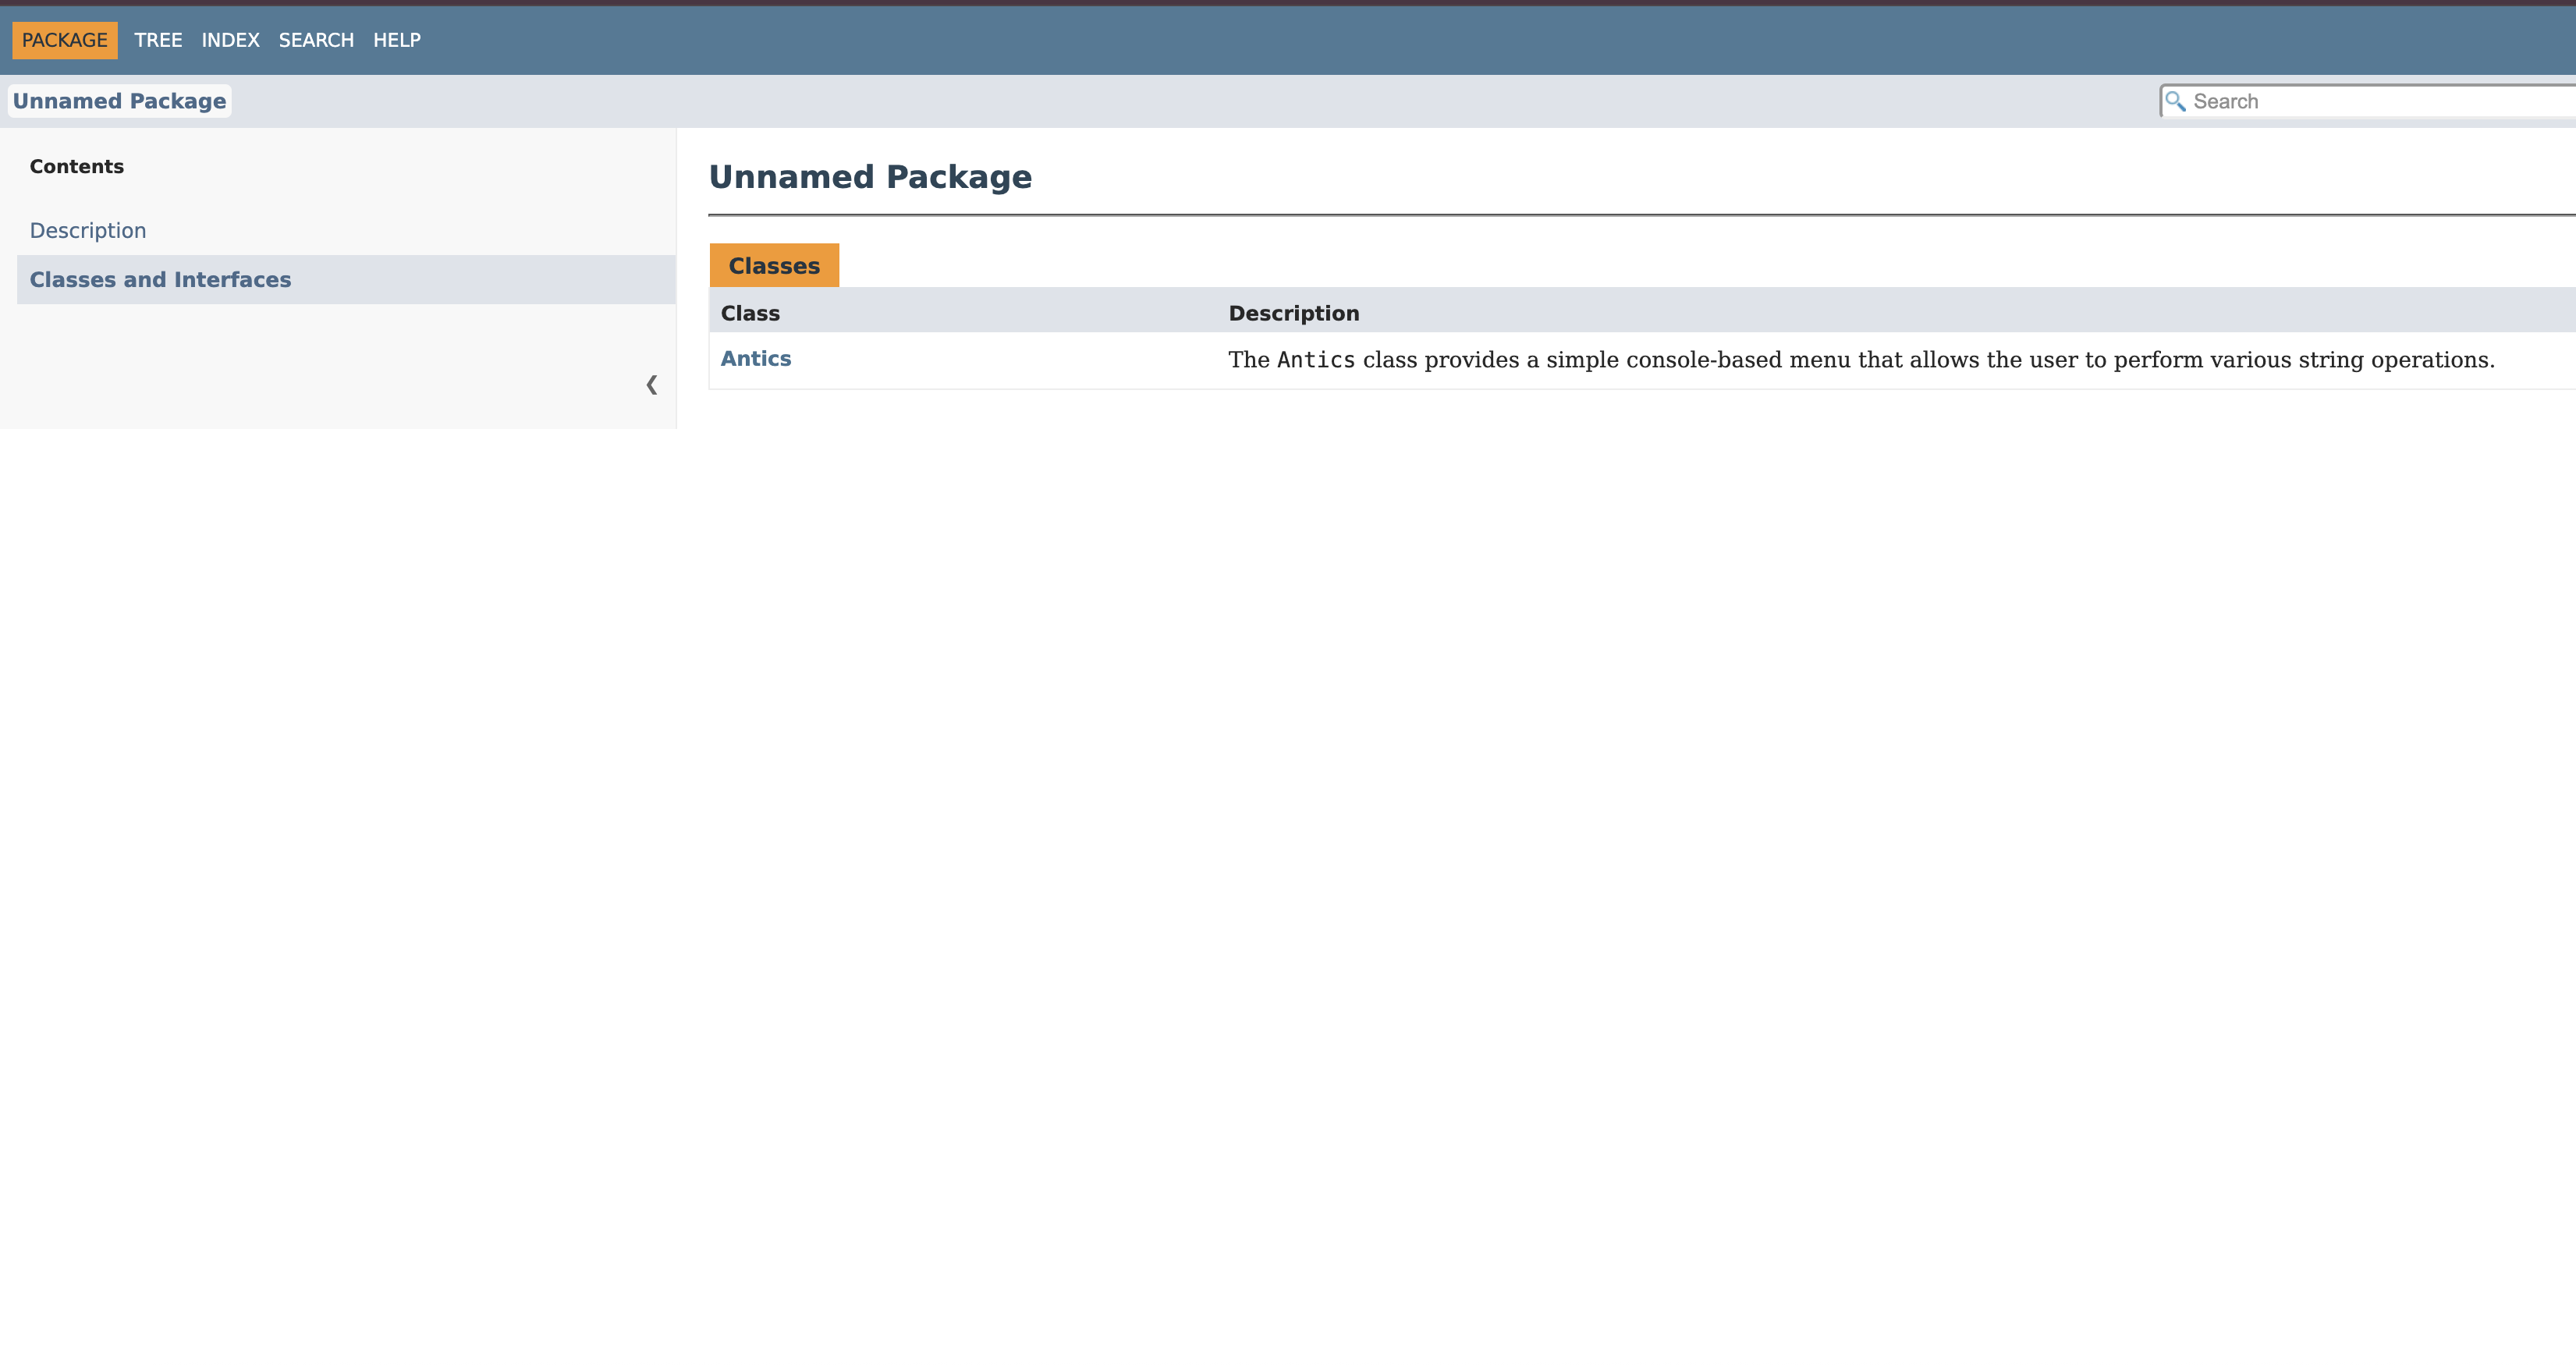 PACKAGE TREE INDEX SEARCH HELP
Unnamed Package
Search
Contents
Description
Classes and Interfaces
Unnamed Package
Classes
Class Description
Antics The Antics class provides a simple console-based menu that allows the user to perform various string operations.